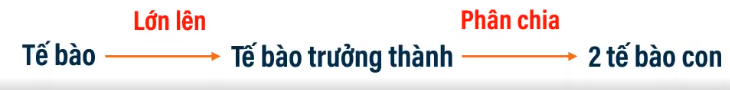 Lớn lên Phân chia
Tế bào Tế bào trưởng thành 2 tế bào con